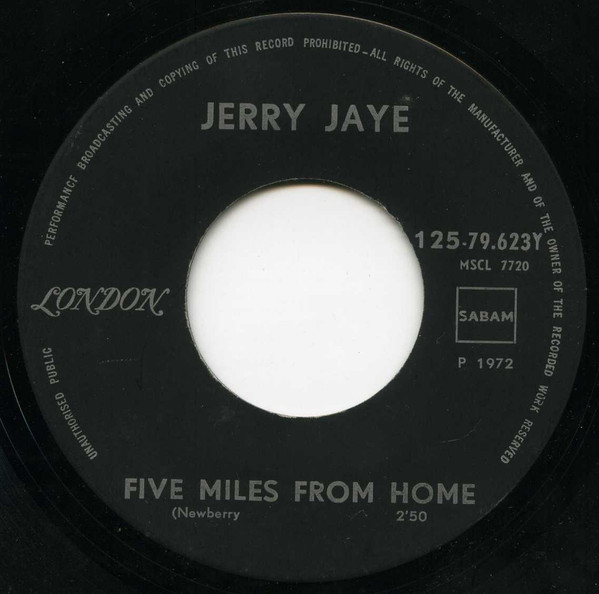 UNAUTHORISED PUBLIC PERFORMANCE BROADCASTING AND COPYING OF THIS RECORD PROHIBITED—ALL RIGHTS OF THE MANUFACTURER AND OF THE OWNER OF THE RECORDED WORK RESERVED
JERRY JAYE
125-79.623Y
MSCL 7720
LONDON
SABAM
P 1972
FIVE MILES FROM HOME
(Newberry 2'50